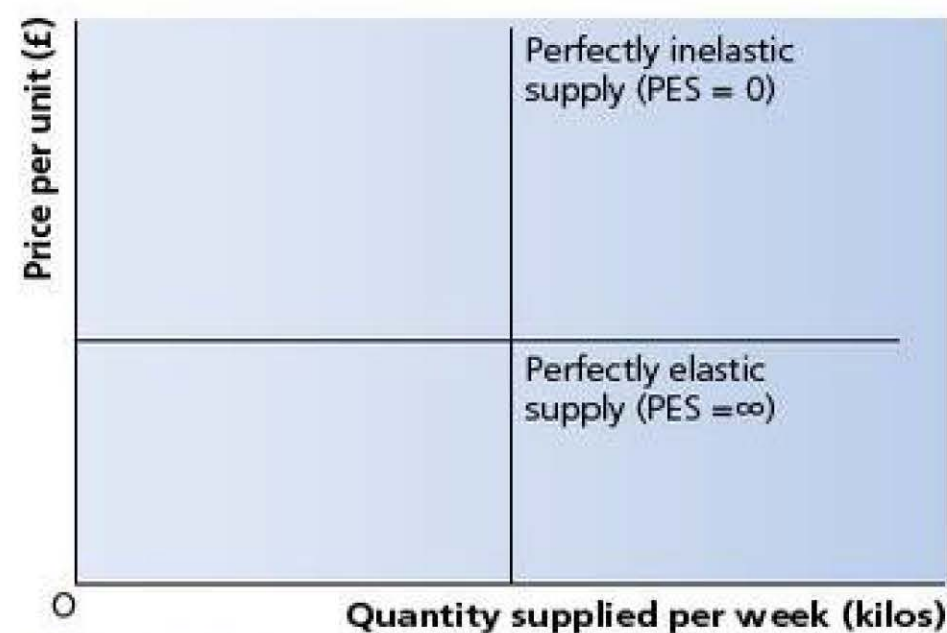 Price per unit (£)
Perfectly inelastic
supply (PES = 0)
Perfectly elastic
supply (PES =∞)
O
Quantity supplied per week (kilos)